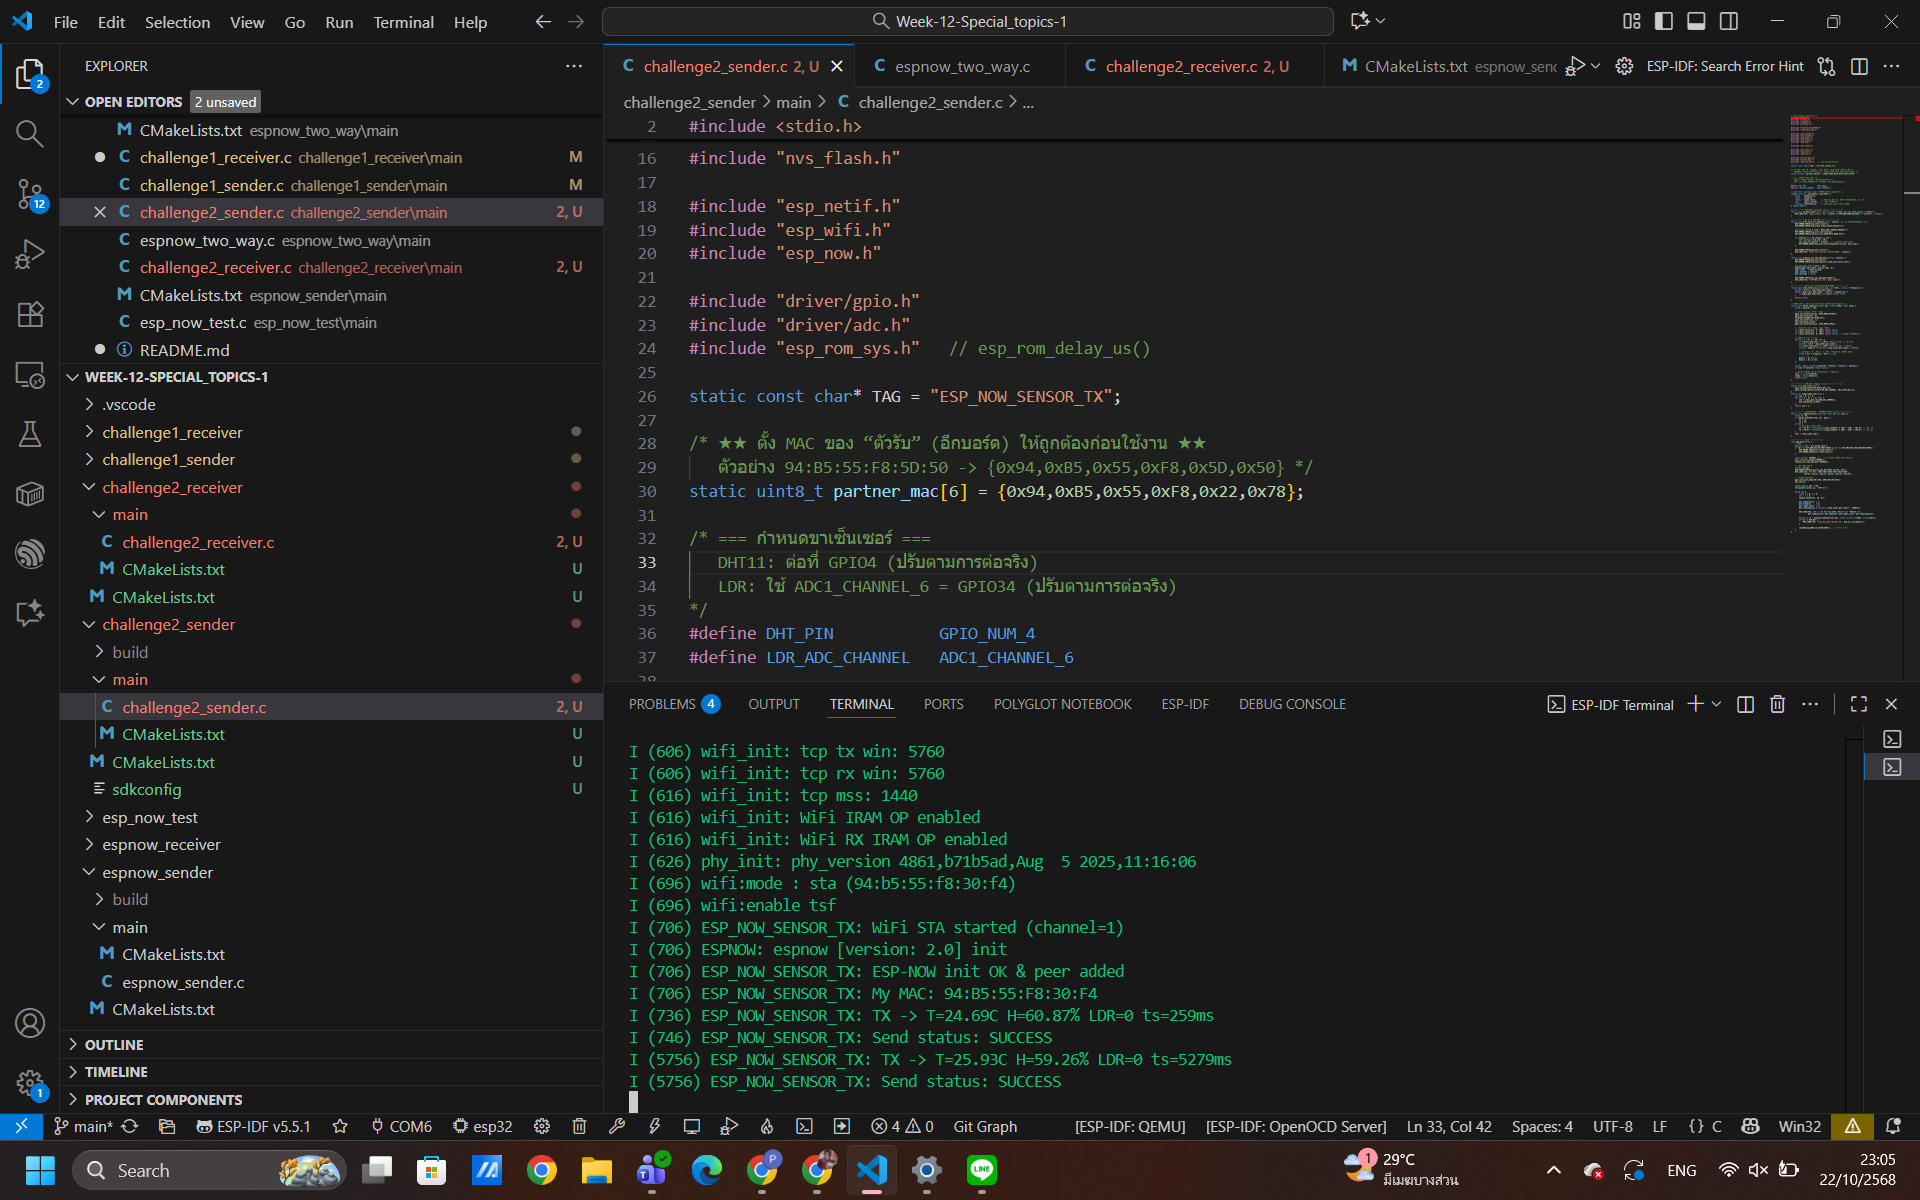 File Edit Selection View Go Run Terminal Help
Week-12-Special_topics-1
EXPLORER
OPEN EDITORS 2 unsaved
CMakeLists.txt espnow_two_way\main
challenge1_receiver.c challenge1_receiver\main M
challenge1_sender.c challenge1_sender\main M
challenge2_sender.c challenge2_sender\main 2, U
espnow_two_way.c espnow_two_way\main
challenge2_receiver.c challenge2_receiver\main 2, U
CMakeLists.txt espnow_sender\main
esp_now_test.c esp_now_test\main
README.md
WEEK-12-SPECIAL_TOPICS-1
.vscode
challenge1_receiver
challenge1_sender
challenge2_receiver
main
challenge2_receiver.c 2, U
CMakeLists.txt U
CMakeLists.txt U
challenge2_sender
build
main
challenge2_sender.c 2, U
CMakeLists.txt U
CMakeLists.txt U
sdkconfig U
esp_now_test
espnow_receiver
espnow_sender
build
main
CMakeLists.txt
espnow_sender.c
CMakeLists.txt
OUTLINE
TIMELINE
PROJECT COMPONENTS
2
12
1
challenge2_sender.c 2, U espnow_two_way.c challenge2_receiver.c 2, U CMakeLists.txt espnow_senc ESP-IDF: Search Error Hint
challenge2_sender > main > challenge2_sender.c > ...
2 #include <stdio.h>
16 #include "nvs_flash.h"
17
18 #include "esp_netif.h"
19 #include "esp_wifi.h"
20 #include "esp_now.h"
21
22 #include "driver/gpio.h"
23 #include "driver/adc.h"
24 #include "esp_rom_sys.h" // esp_rom_delay_us()
25
26 static const char* TAG = "ESP_NOW_SENSOR_TX";
27
28 /* ★★ ตั้ง MAC ของ “ตัวรับ” (อีกบอร์ด) ให้ถูกต้องก่อนใช้งาน ★★
29 ตัวอย่าง 94:B5:55:F8:5D:50 -> {0x94,0xB5,0x55,0xF8,0x5D,0x50} */
30 static uint8_t partner_mac[6] = {0x94,0xB5,0x55,0xF8,0x22,0x78};
31
32 /* === กำหนดขาเซ็นเซอร์ ===
33 DHT11: ต่อที่ GPIO4 (ปรับตามการต่อจริง)
34 LDR: ใช้ ADC1_CHANNEL_6 = GPIO34 (ปรับตามการต่อจริง)
35 */
36 #define DHT_PIN GPIO_NUM_4
37 #define LDR_ADC_CHANNEL ADC1_CHANNEL_6
PROBLEMS 4 OUTPUT TERMINAL PORTS POLYGLOT NOTEBOOK ESP-IDF DEBUG CONSOLE ESP-IDF Terminal
I (606) wifi_init: tcp tx win: 5760
I (606) wifi_init: tcp rx win: 5760
I (616) wifi_init: tcp mss: 1440
I (616) wifi_init: WiFi IRAM OP enabled
I (616) wifi_init: WiFi RX IRAM OP enabled
I (626) phy_init: phy_version 4861,b71b5ad,Aug  5 2025,11:16:06
I (696) wifi:mode : sta (94:b5:55:f8:30:f4)
I (696) wifi:enable tsf
I (706) ESP_NOW_SENSOR_TX: WiFi STA started (channel=1)
I (706) ESPNOW: espnow [version: 2.0] init
I (706) ESP_NOW_SENSOR_TX: ESP-NOW init OK & peer added
I (706) ESP_NOW_SENSOR_TX: My MAC: 94:B5:55:F8:30:F4
I (736) ESP_NOW_SENSOR_TX: TX -> T=24.69C H=60.87% LDR=0 ts=259ms
I (746) ESP_NOW_SENSOR_TX: Send status: SUCCESS
I (5756) ESP_NOW_SENSOR_TX: TX -> T=25.93C H=59.26% LDR=0 ts=5279ms
I (5756) ESP_NOW_SENSOR_TX: Send status: SUCCESS
main* ESP-IDF v5.5.1 COM6 esp32 4 0 Git Graph [ESP-IDF: QEMU] [ESP-IDF: OpenOCD Server] Ln 33, Col 42 Spaces: 4 UTF-8 LF {} C Win32
Search
1 29°C
มีเมฆบางส่วน
ENG
23:05
22/10/2568